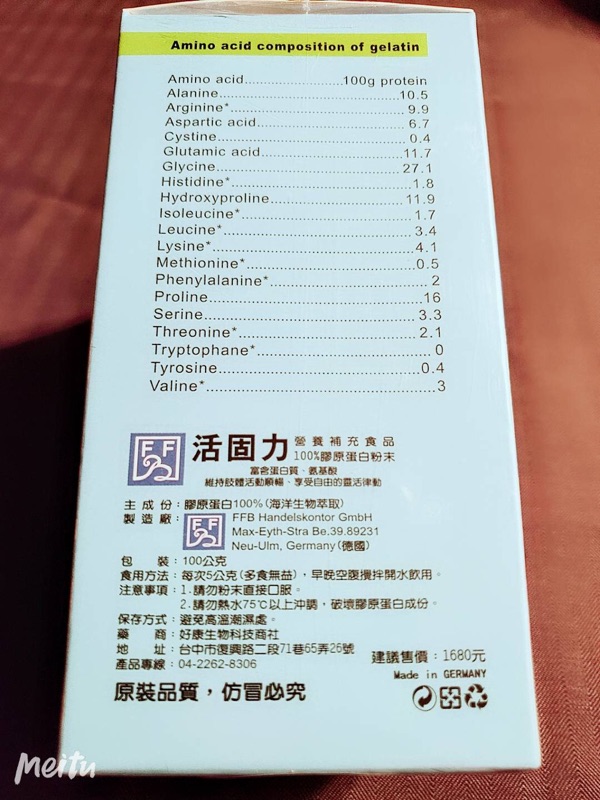 Amino acid composition of gelatin
Amino acid..............................100g protein
Alanine.................................................10.5
Arginine*................................................ 9.9
Aspartic acid........................................... 6.7
Cystine.................................................. 0.4
Glutamic acid.........................................11.7
Glycine................................................. 27.1
Histidine*................................................1.8
Hydroxyproline......................................11.9
Isoleucine*...............................................1.7
Leucine*................................................. 3.4
Lysine*...................................................4.1
Methionine*.............................................0.5
Phenylalanine*......................................... 2
Proline...................................................16
Serine....................................................3.3
Threonine*...............................................2.1
Tryptophane*............................................ 0
Tyrosine..................................................0.4
Valine*....................................................3
FF 活固力 營養補充食品
100%膠原蛋白粉末
富含蛋白質、氨基酸
維持肢體活動順暢、享受自由的靈活律動
主成份:膠原蛋白100%(海洋生物萃取)
製造廠: FF FFB Handelskontor GmbH
Max-Eyth-Stra Be.39.89231
Neu-Ulm, Germany(德國)
包裝:100公克
食用方法:每次5公克(多食無益),早晚空腹攪拌開水飲用。
注意事項:1.請勿粉末直接口服。
2.請勿熱水75℃以上沖調,破壞膠原蛋白成份。
保存方式:避免高溫潮濕處。
藥商:好康生物科技商社
地址:台中市復興路二段71巷65弄26號
產品專線:04-2262-8306
建議售價:1680元
Made in GERMANY
原裝品質,仿冒必究
Meitu